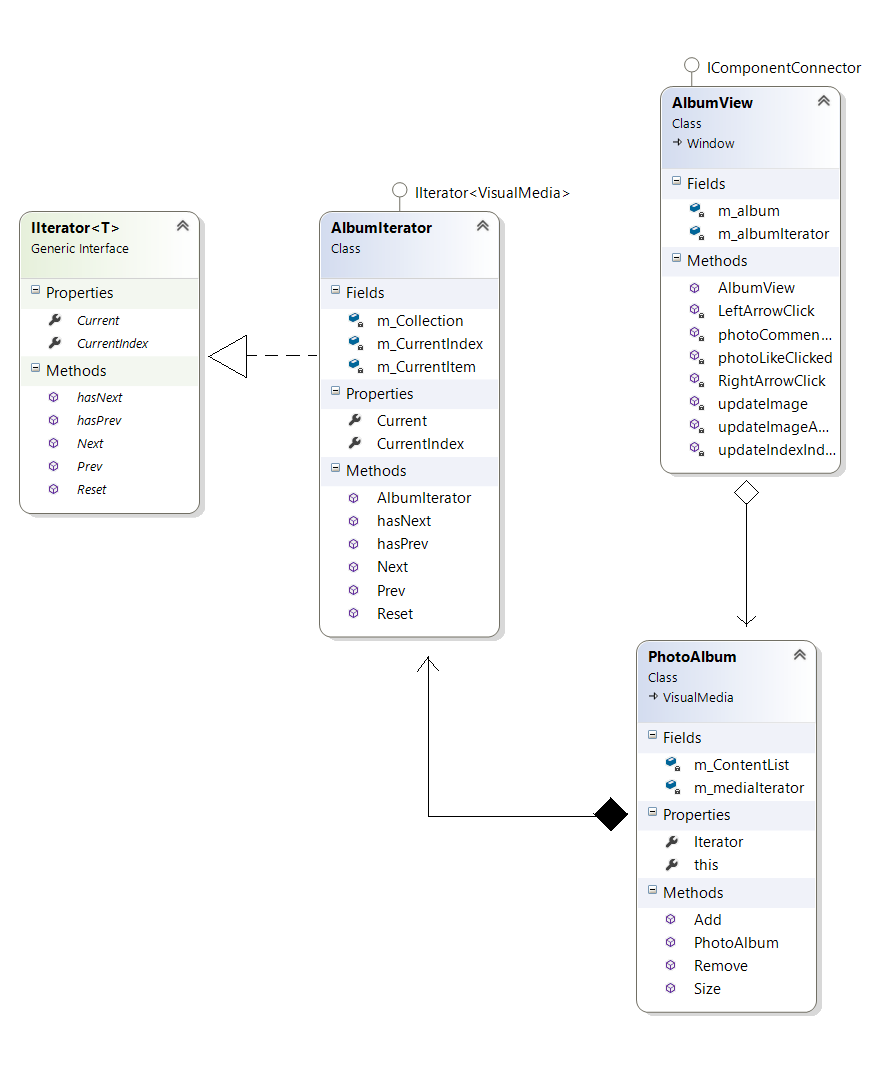 IComponentConnector
AlbumView
Class
Window
Fields
m_album
m_albumIterator
Methods
AlbumView
LeftArrowClick
photoCommen...
photoLikeClicked
RightArrowClick
updateImage
updateImageA...
updateIndexInd...
IIterator<T>
Generic Interface
Properties
Current
CurrentIndex
Methods
hasNext
hasPrev
Next
Prev
Reset
IIterator<VisualMedia>
AlbumIterator
Class
Fields
m_Collection
m_CurrentIndex
m_CurrentItem
Properties
Current
CurrentIndex
Methods
AlbumIterator
hasNext
hasPrev
Next
Prev
Reset
PhotoAlbum
Class
VisualMedia
Fields
m_ContentList
m_mediaIterator
Properties
Iterator
this
Methods
Add
PhotoAlbum
Remove
Size